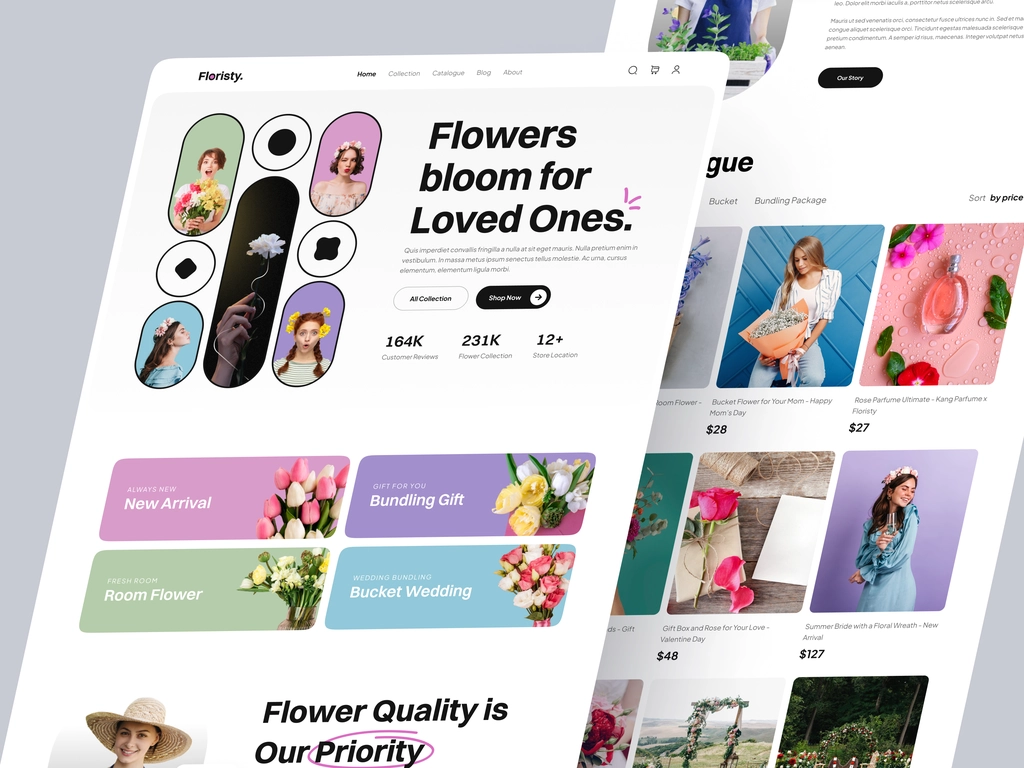 Floristy.
Home Collection Catalogue Blog About
Flowers
bloom for
Loved Ones.
Quis imperdiet convallis fringilla a nulla at sit eget mauris. Nulla pretium enim in
vestibulum. In massa metus ipsum senectus tellus molestie. Ac urna, cursus
elementum, elementum ligula morbi.
All Collection
Shop Now
164K
Customer Reviews
231K
Flower Collection
12+
Store Location
ALWAYS NEW
New Arrival
GIFT FOR YOU
Bundling Gift
FRESH ROOM
Room Flower
WEDDING BUNDLING
Bucket Wedding
Flower Quality is
Our Priority
leo. Dolor elit morbi iaculis a, porttitor netus scelerisque arcu.
Mauris ut sed venenatis orci, consectetur fusce ultrices nunc in. Sed et
congue aliquet scelerisque orci. Tincidunt egestas malesuada scelerisque
pretium condimentum. A semper id risus, maecenas. Integer volutpat netus
aenean.
Our Story
gue
Bucket Bundling Package
Sort by price
oom Flower -
Bucket Flower for Your Mom - Happy
Mom's Day
$28
Rose Parfume Ultimate - Kang Parfume x
Floristy
$27
ds - Gift
Gift Box and Rose for Your Love -
Valentine Day
$48
Summer Bride with a Floral Wreath - New
Arrival
$127